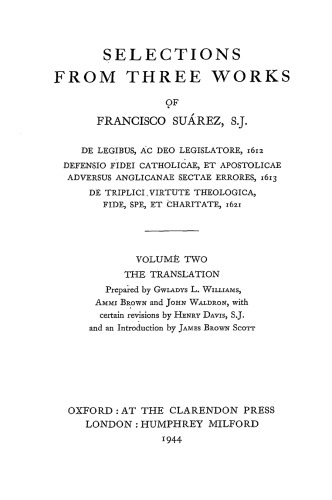 SELECTIONS
FROM THREE WORKS
OF
FRANCISCO SUÁREZ, S.J.
DE LEGIBUS, AC DEO LEGISLATORE, 1612
DEFENSIO FIDEI CATHOLICAE, ET APOSTOLICAE
ADVERSUS ANGLICANAE SECTAE ERRORES, 1613
DE TRIPLICI VIRTUTE THEOLOGICA,
FIDE, SPE, ET CHARITATE, 1621
VOLUME TWO
THE TRANSLATION
Prepared by GWLADYS L. WILLIAMS,
AMMI BROWN and JOHN WALDRON, with
certain revisions by HENRY DAVIS, S.J.
and an Introduction by JAMES BROWN SCOTT
OXFORD : AT THE CLARENDON PRESS
LONDON : HUMPHREY MILFORD
1944